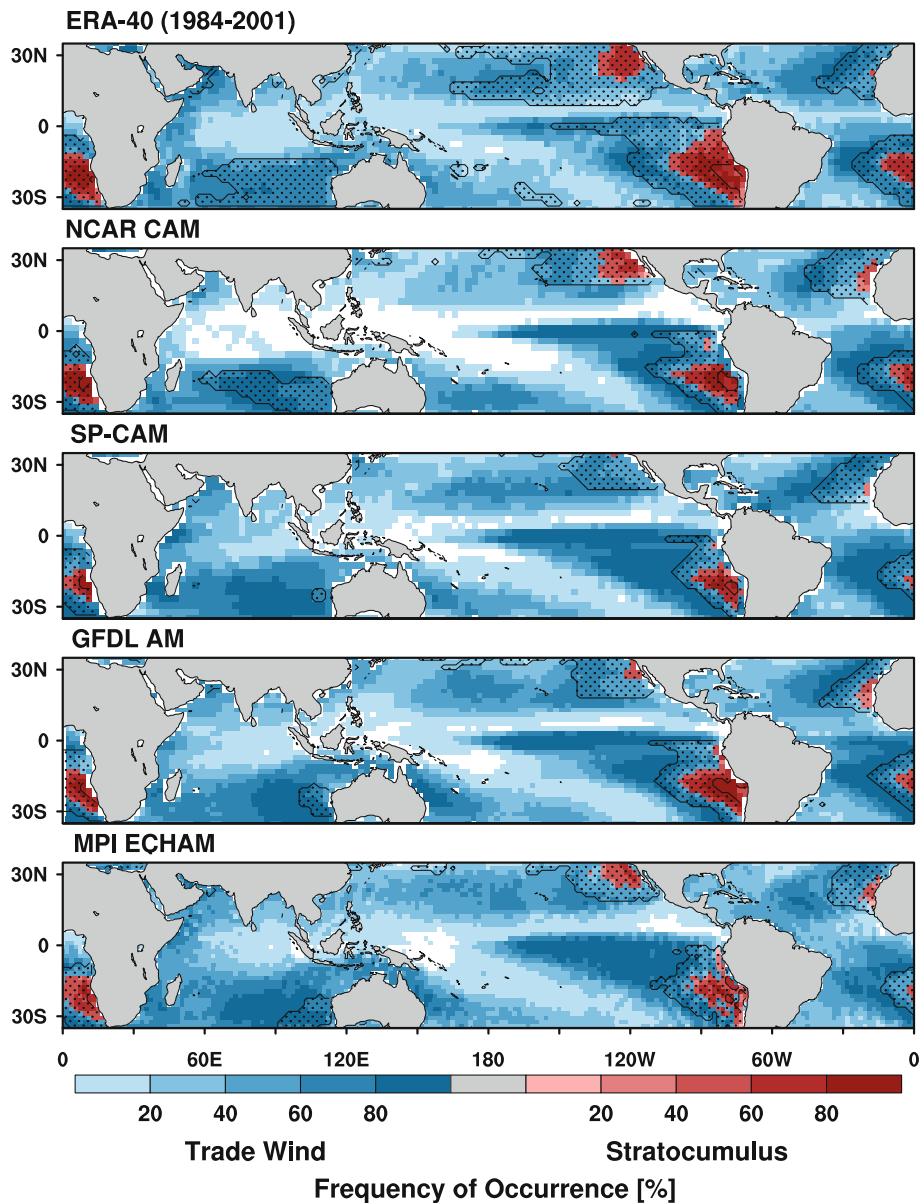 ERA-40 (1984-2001)
30N
0
30S
NCAR CAM
30N
0
30S
SP-CAM
30N
0
30S
GFDL AM
30N
0
30S
MPI ECHAM
30N
0
30S
0 60E 120E 180 120W 60W 0
20 40 60 80 20 40 60 80
Trade Wind Stratocumulus
Frequency of Occurrence [%]